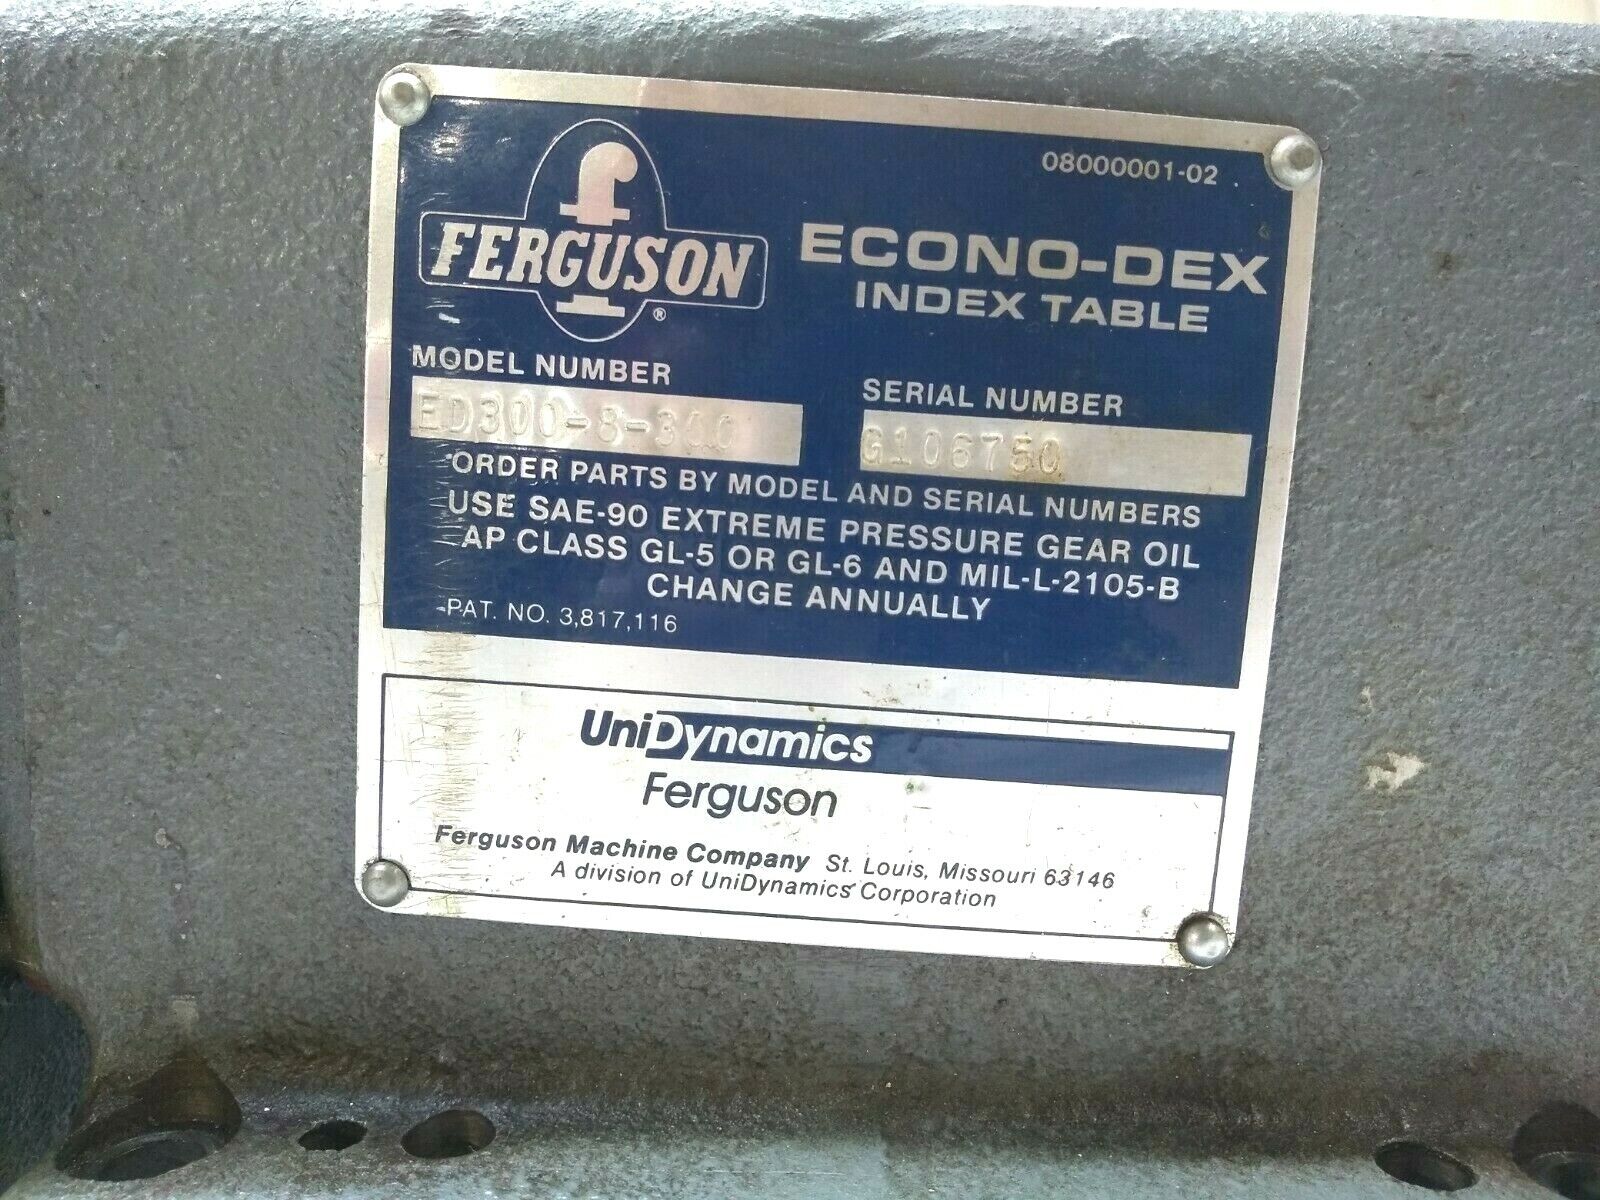 08000001-02
f
FERGUSON
®
ECONO-DEX
INDEX TABLE
MODEL NUMBER
ED300-8-300
SERIAL NUMBER
G106750
ORDER PARTS BY MODEL AND SERIAL NUMBERS
USE SAE-90 EXTREME PRESSURE GEAR OIL
AP CLASS GL-5 OR GL-6 AND MIL-L-2105-B
CHANGE ANNUALLY
PAT. NO. 3,817,116
UniDynamics
Ferguson
Ferguson Machine Company St. Louis, Missouri 63146
A division of UniDynamics Corporation